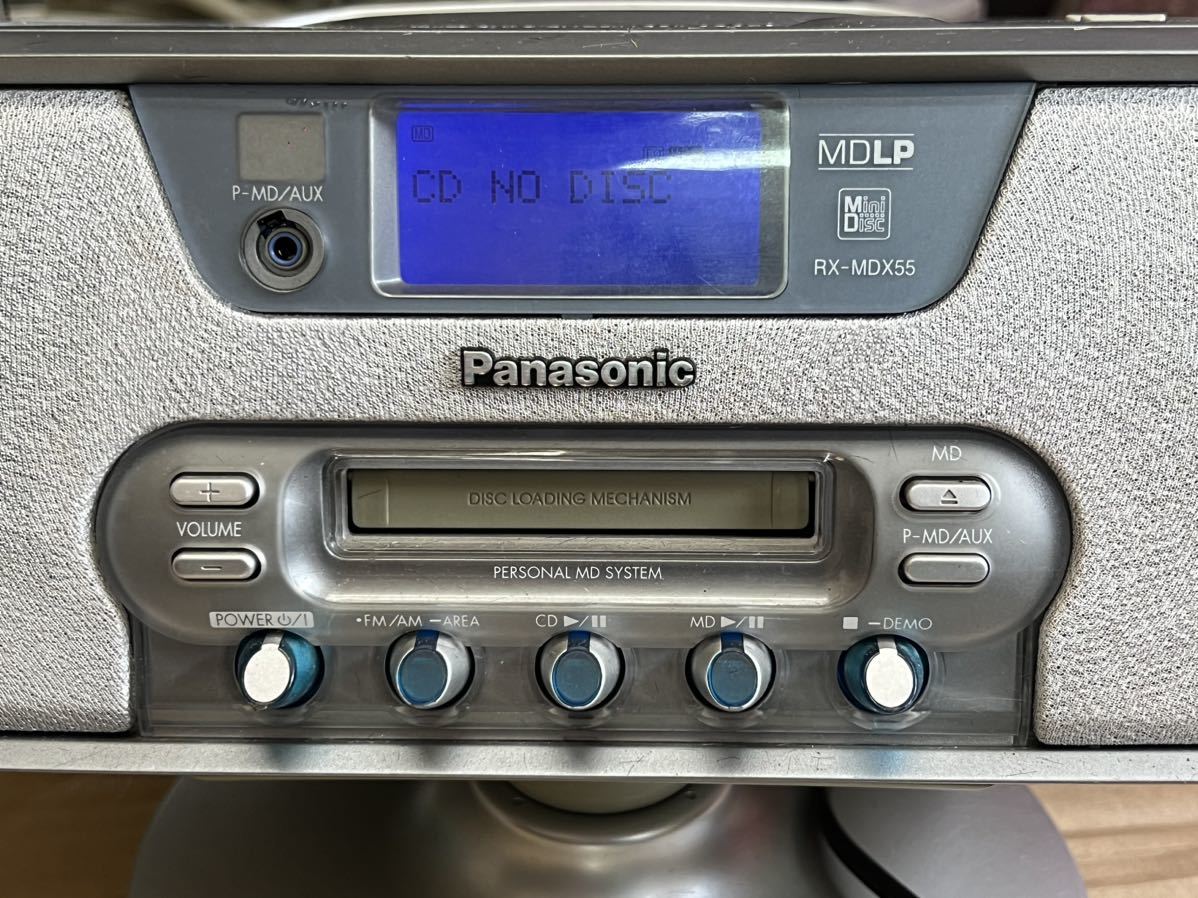 P-MD/AUX
MD
CD NO DISC
MDLP
Mini
Disc
RX-MDX55
Panasonic
MD
VOLUME
DISC LOADING MECHANISM
P-MD/AUX
PERSONAL MD SYSTEM
POWER ⏻/I
•FM/AM –AREA
CD ▶/❚❚
MD ▶/❚❚
■ –DEMO